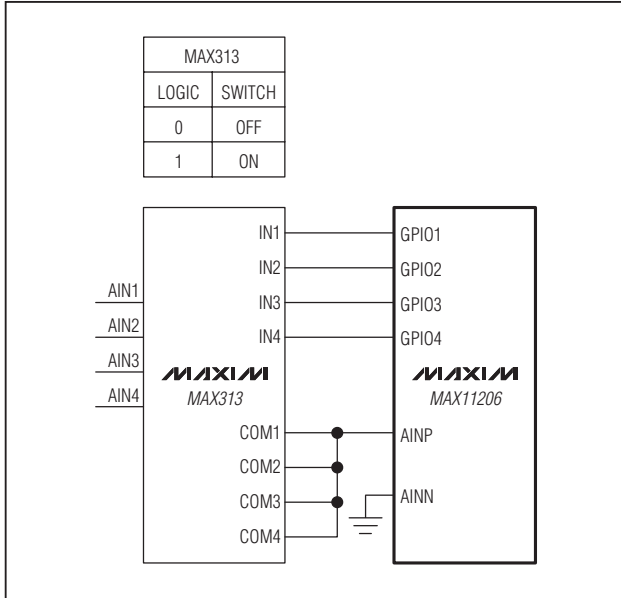 MAX313
LOGIC SWITCH
0 OFF
1 ON
IN1 GPIO1
IN2 GPIO2
AIN1 IN3 GPIO3
AIN2 IN4 GPIO4
AIN3 MAXIM MAXIM
AIN4 MAX313 MAX11206
COM1 AINP
COM2
COM3 AINN
COM4